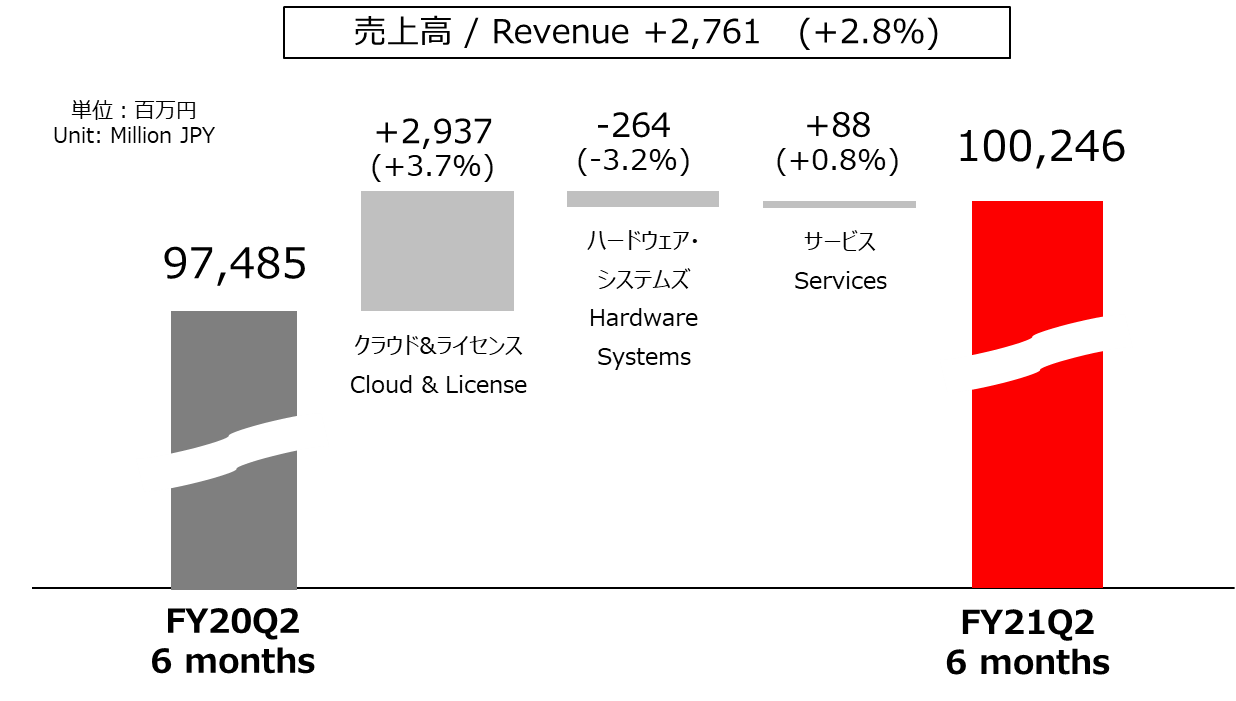 売上高 / Revenue +2,761 (+2.8%)
単位：百万円
Unit: Million JPY
+2,937
(+3.7%)
-264
(-3.2%)
+88
(+0.8%)
100,246
97,485
クラウド&ライセンス
Cloud & License
ハードウェア・
システムズ
Hardware
Systems
サービス
Services
FY20Q2
6 months
FY21Q2
6 months